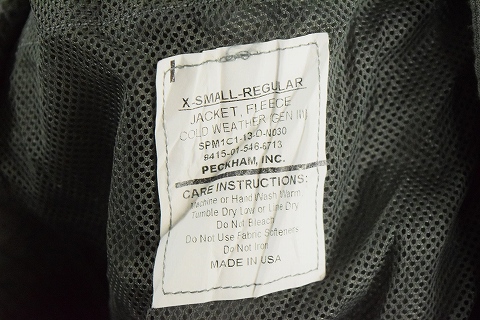 X-SMALL-REGULAR
JACKET, FLEECE
COLD WEATHER (GEN III)
SPM1C1-13-D-N030
8415-01-546-8713
PECKHAM, INC.
CARE INSTRUCTIONS:
Machine or Hand Wash Warm
Tumble Dry Low or Line Dry
Do Not Bleach
Do Not Use Fabric Softeners
Do Not Iron
MADE IN USA